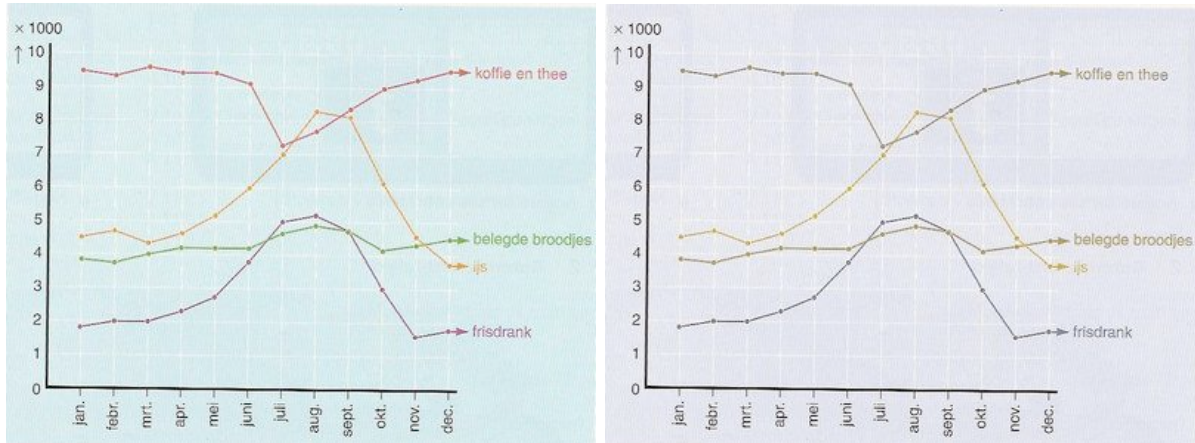 × 1000
↑ 10
9
8
7
6
5
4
3
2
1
0
koffie en thee
belegde broodjes
ijs
frisdrank
jan.
febr.
mrt.
apr.
mei
juni
juli
aug.
sept.
okt.
nov.
dec.
× 1000
↑ 10
9
8
7
6
5
4
3
2
1
0
koffie en thee
belegde broodjes
ijs
frisdrank
jan.
febr.
mrt.
apr.
mei
juni
juli
aug.
sept.
okt.
nov.
dec.